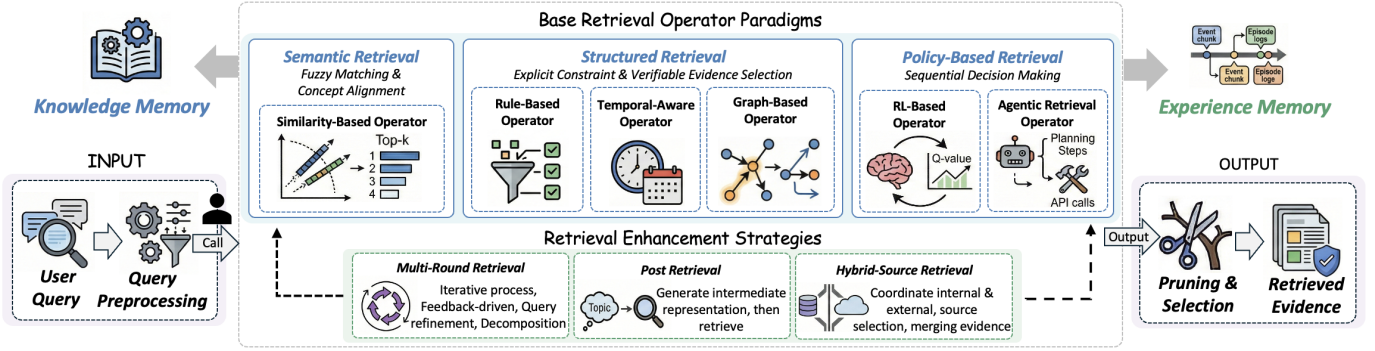 Base Retrieval Operator Paradigms
Knowledge Memory
Semantic Retrieval
Fuzzy Matching &
Concept Alignment
Similarity-Based Operator
Top-k
1
2
3
4
Structured Retrieval
Explicit Constraint & Verifiable Evidence Selection
Rule-Based
Operator
Temporal-Aware
Operator
Graph-Based
Operator
Policy-Based Retrieval
Sequential Decision Making
RL-Based
Operator
Q-value
Agentic Retrieval
Operator
Planning
Steps
API calls
Event
chunk
Episode
logs
Event
chunk
Episode
logs
Experience Memory
INPUT
User
Query
Query
Preprocessing
Call
Retrieval Enhancement Strategies
Multi-Round Retrieval
Iterative process,
Feedback-driven, Query
refinement, Decomposition
Post Retrieval
Topic
Generate intermediate
representation, then
retrieve
Hybrid-Source Retrieval
Coordinate internal &
external, source
selection, merging evidence
OUTPUT
Output
Pruning &
Selection
Retrieved
Evidence